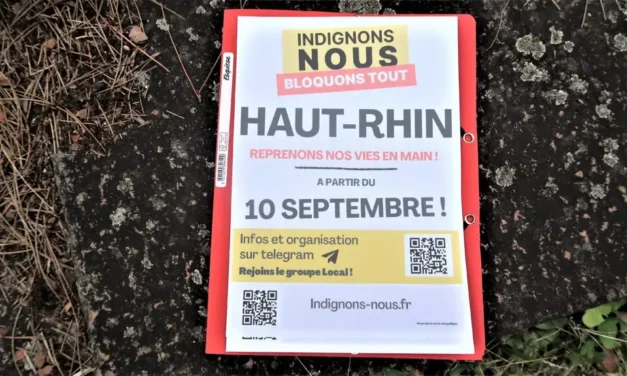 INDIGNONS
NOUS
BLOQUONS TOUT
HAUT-RHIN
REPRENONS NOS VIES EN MAIN !
A PARTIR DU
10 SEPTEMBRE !
Infos et organisation
sur telegram
Rejoins le groupe Local !
Indignons-nous.fr